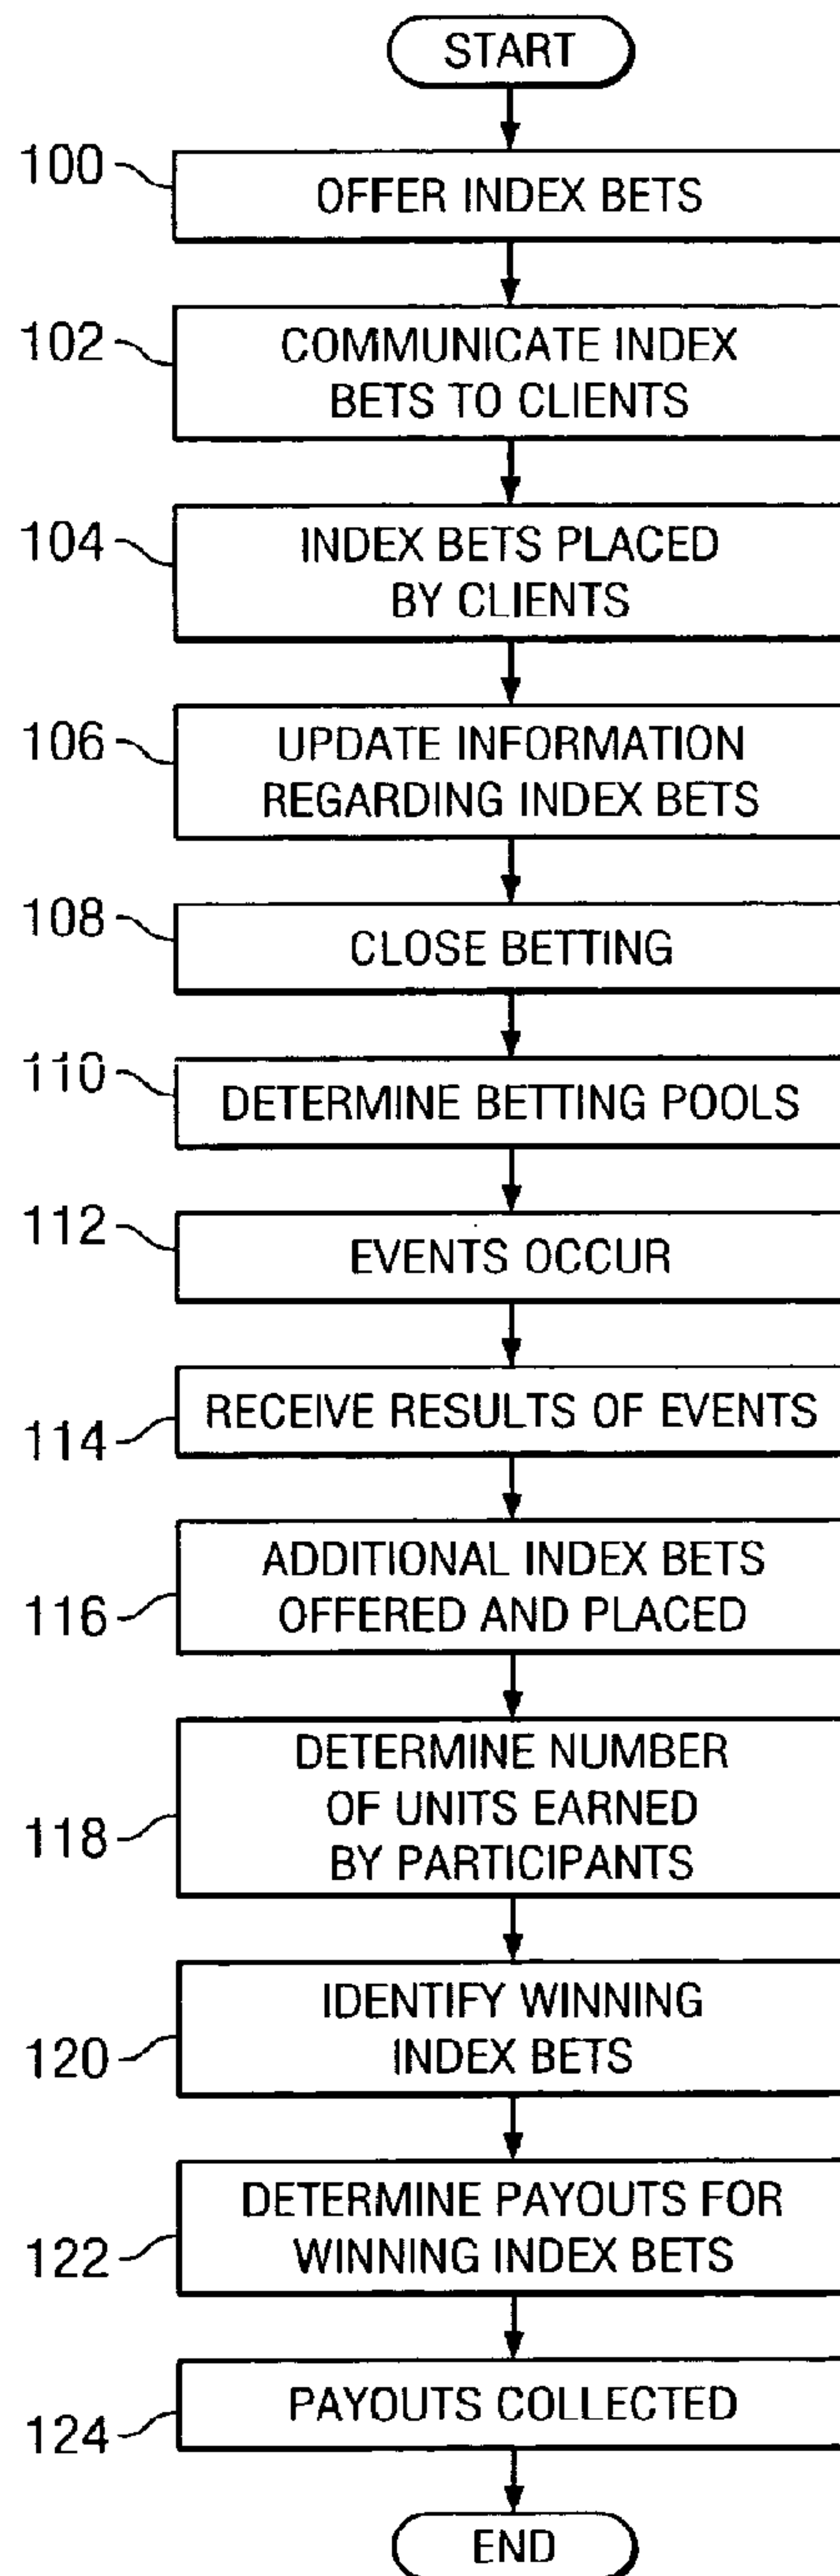 START
100
OFFER INDEX BETS
102
COMMUNICATE INDEX
BETS TO CLIENTS
104
INDEX BETS PLACED
BY CLIENTS
106
UPDATE INFORMATION
REGARDING INDEX BETS
108
CLOSE BETTING
110
DETERMINE BETTING POOLS
112
EVENTS OCCUR
114
RECEIVE RESULTS OF EVENTS
116
ADDITIONAL INDEX BETS
OFFERED AND PLACED
118
DETERMINE NUMBER
OF UNITS EARNED
BY PARTICIPANTS
120
IDENTIFY WINNING
INDEX BETS
122
DETERMINE PAYOUTS FOR
WINNING INDEX BETS
124
PAYOUTS COLLECTED
END